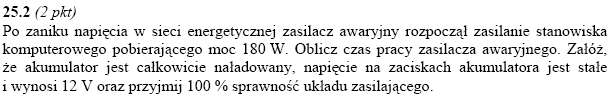 25.2 (2 pkt)
Po zaniku napięcia w sieci energetycznej zasilacz awaryjny rozpoczął zasilanie stanowiska
komputerowego pobierającego moc 180 W. Oblicz czas pracy zasilacza awaryjnego. Załóż,
że akumulator jest całkowicie naładowany, napięcie na zaciskach akumulatora jest stałe
i wynosi 12 V oraz przyjmij 100 % sprawność układu zasilającego.